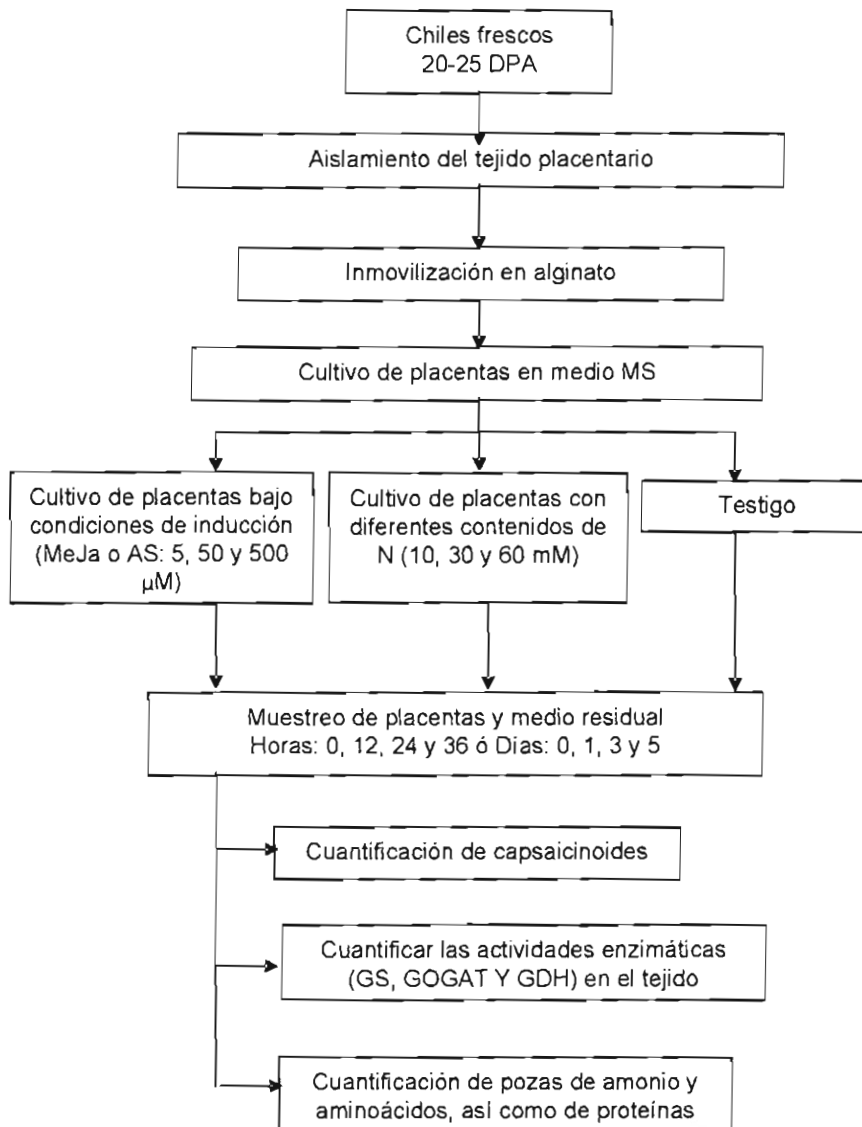 Chiles frescos
20-25 DPA
Aislamiento del tejido placentario
Inmovilización en alginato
Cultivo de placentas en medio MS
Cultivo de placentas bajo
condiciones de inducción
(MeJa o AS: 5, 50 y 500
µM)
Cultivo de placentas con
diferentes contenidos de
N (10, 30 y 60 mM)
Testigo
Muestreo de placentas y medio residual
Horas: 0, 12, 24 y 36 ó Dias: 0, 1, 3 y 5
Cuantificación de capsaicinoides
Cuantificar las actividades enzimáticas
(GS, GOGAT Y GDH) en el tejido
Cuantificación de pozas de amonio y
aminoácidos, así como de proteínas